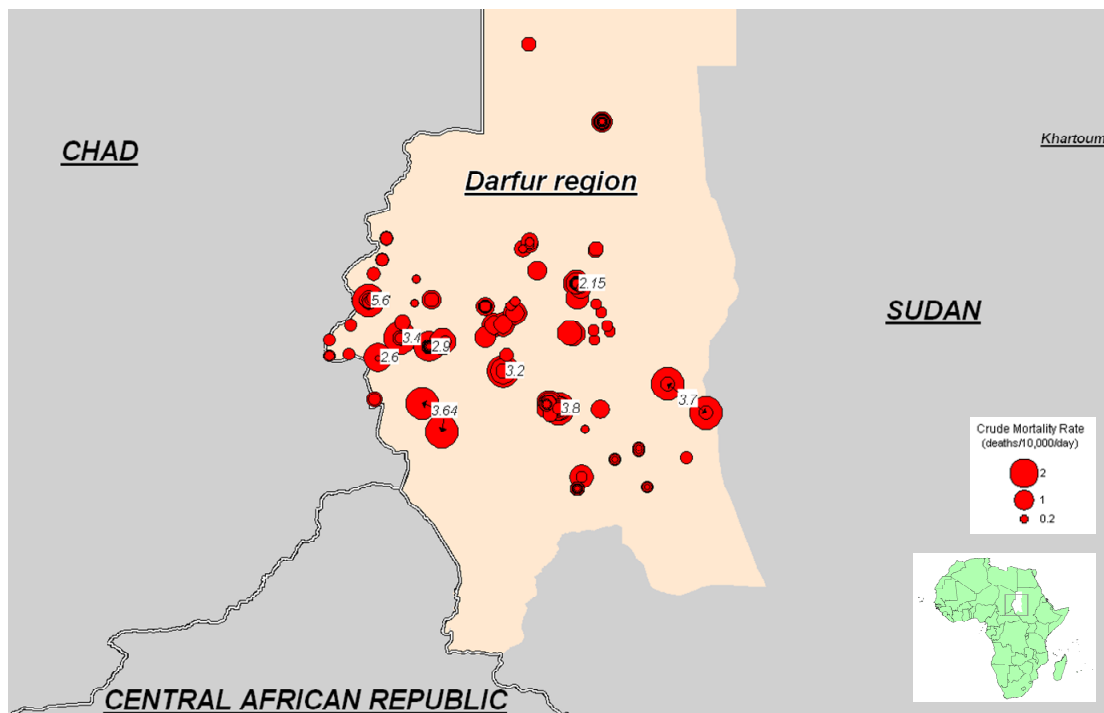 CHAD
Khartoum
Darfur region
2.15
5.6
SUDAN
3.4
2.9
2.6
3.2
3.7
3.64
3.8
Crude Mortality Rate
(deaths/10,000/day)
2
1
0.2
CENTRAL AFRICAN REPUBLIC